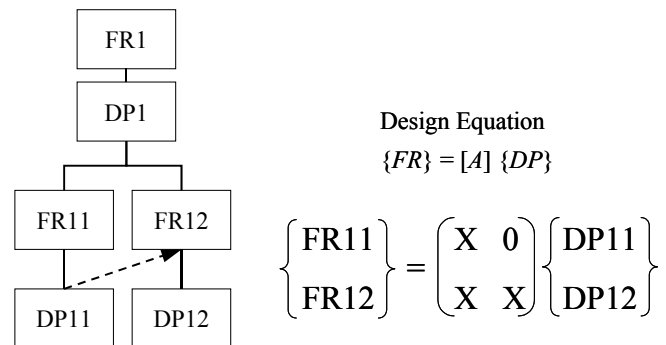 FR1
DP1
FR11 FR12
DP11 DP12
Design Equation
{FR} = [A] {DP}
{FR11 FR12} = (X 0 X X) {DP11 DP12}